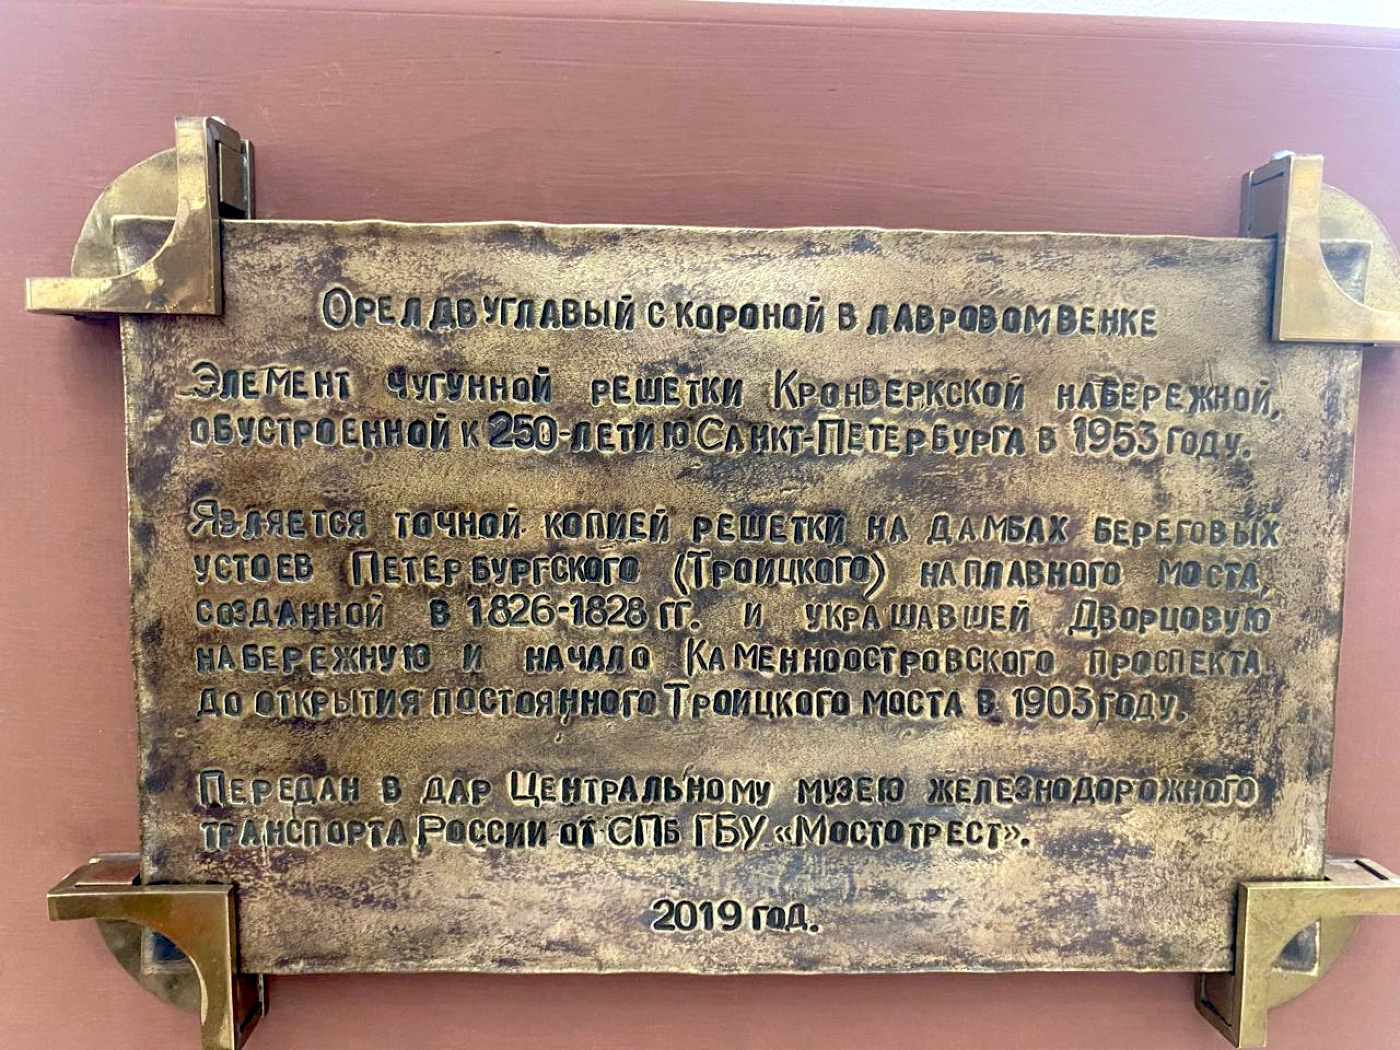 Орел двуглавый с короной в лавровом венке
Элемент чугунной решетки Кронверкской набережной,
обустроенной к 250-летию Санкт-Петербурга в 1953 году.
Является точной копией решетки на дамбах береговых
устоев Петербургского (Троицкого) наплавного моста,
созданной в 1826-1828 гг. и украшавшей Дворцовую
набережную и начало Каменноостровского проспекта
до открытия постоянного Троицкого моста в 1903 году.
Передан в дар Центральному музею железнодорожного
транспорта России от СПб ГБУ «Мостотрест».
2019 год.